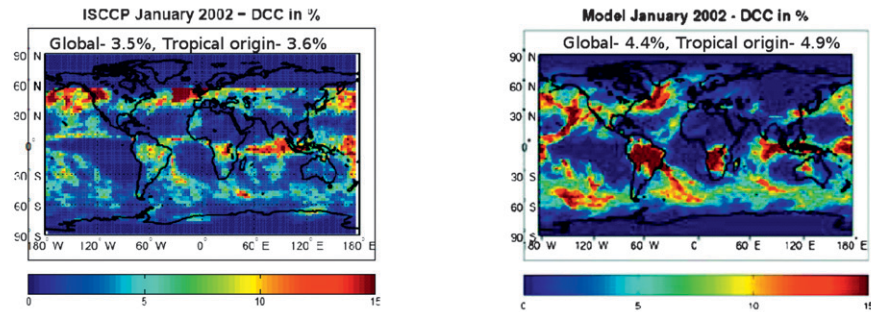 ISCCP January 2002 – DCC in %
Global- 3.5%, Tropical origin- 3.6%
90° N
60 N
30 N
0°
30 S
60 S
90 S
180° W 120° W 60° W 0° 60° E 120° E 180° E
0 5 10 15
Model January 2002 - DCC in %
Global- 4.4%, Tropical origin- 4.9%
90° N
60 N
30 N
0°
30 S
60 S
90 S
180° W 120° W 60° W 0° 60° E 120° E 180° E
0 5 10 15